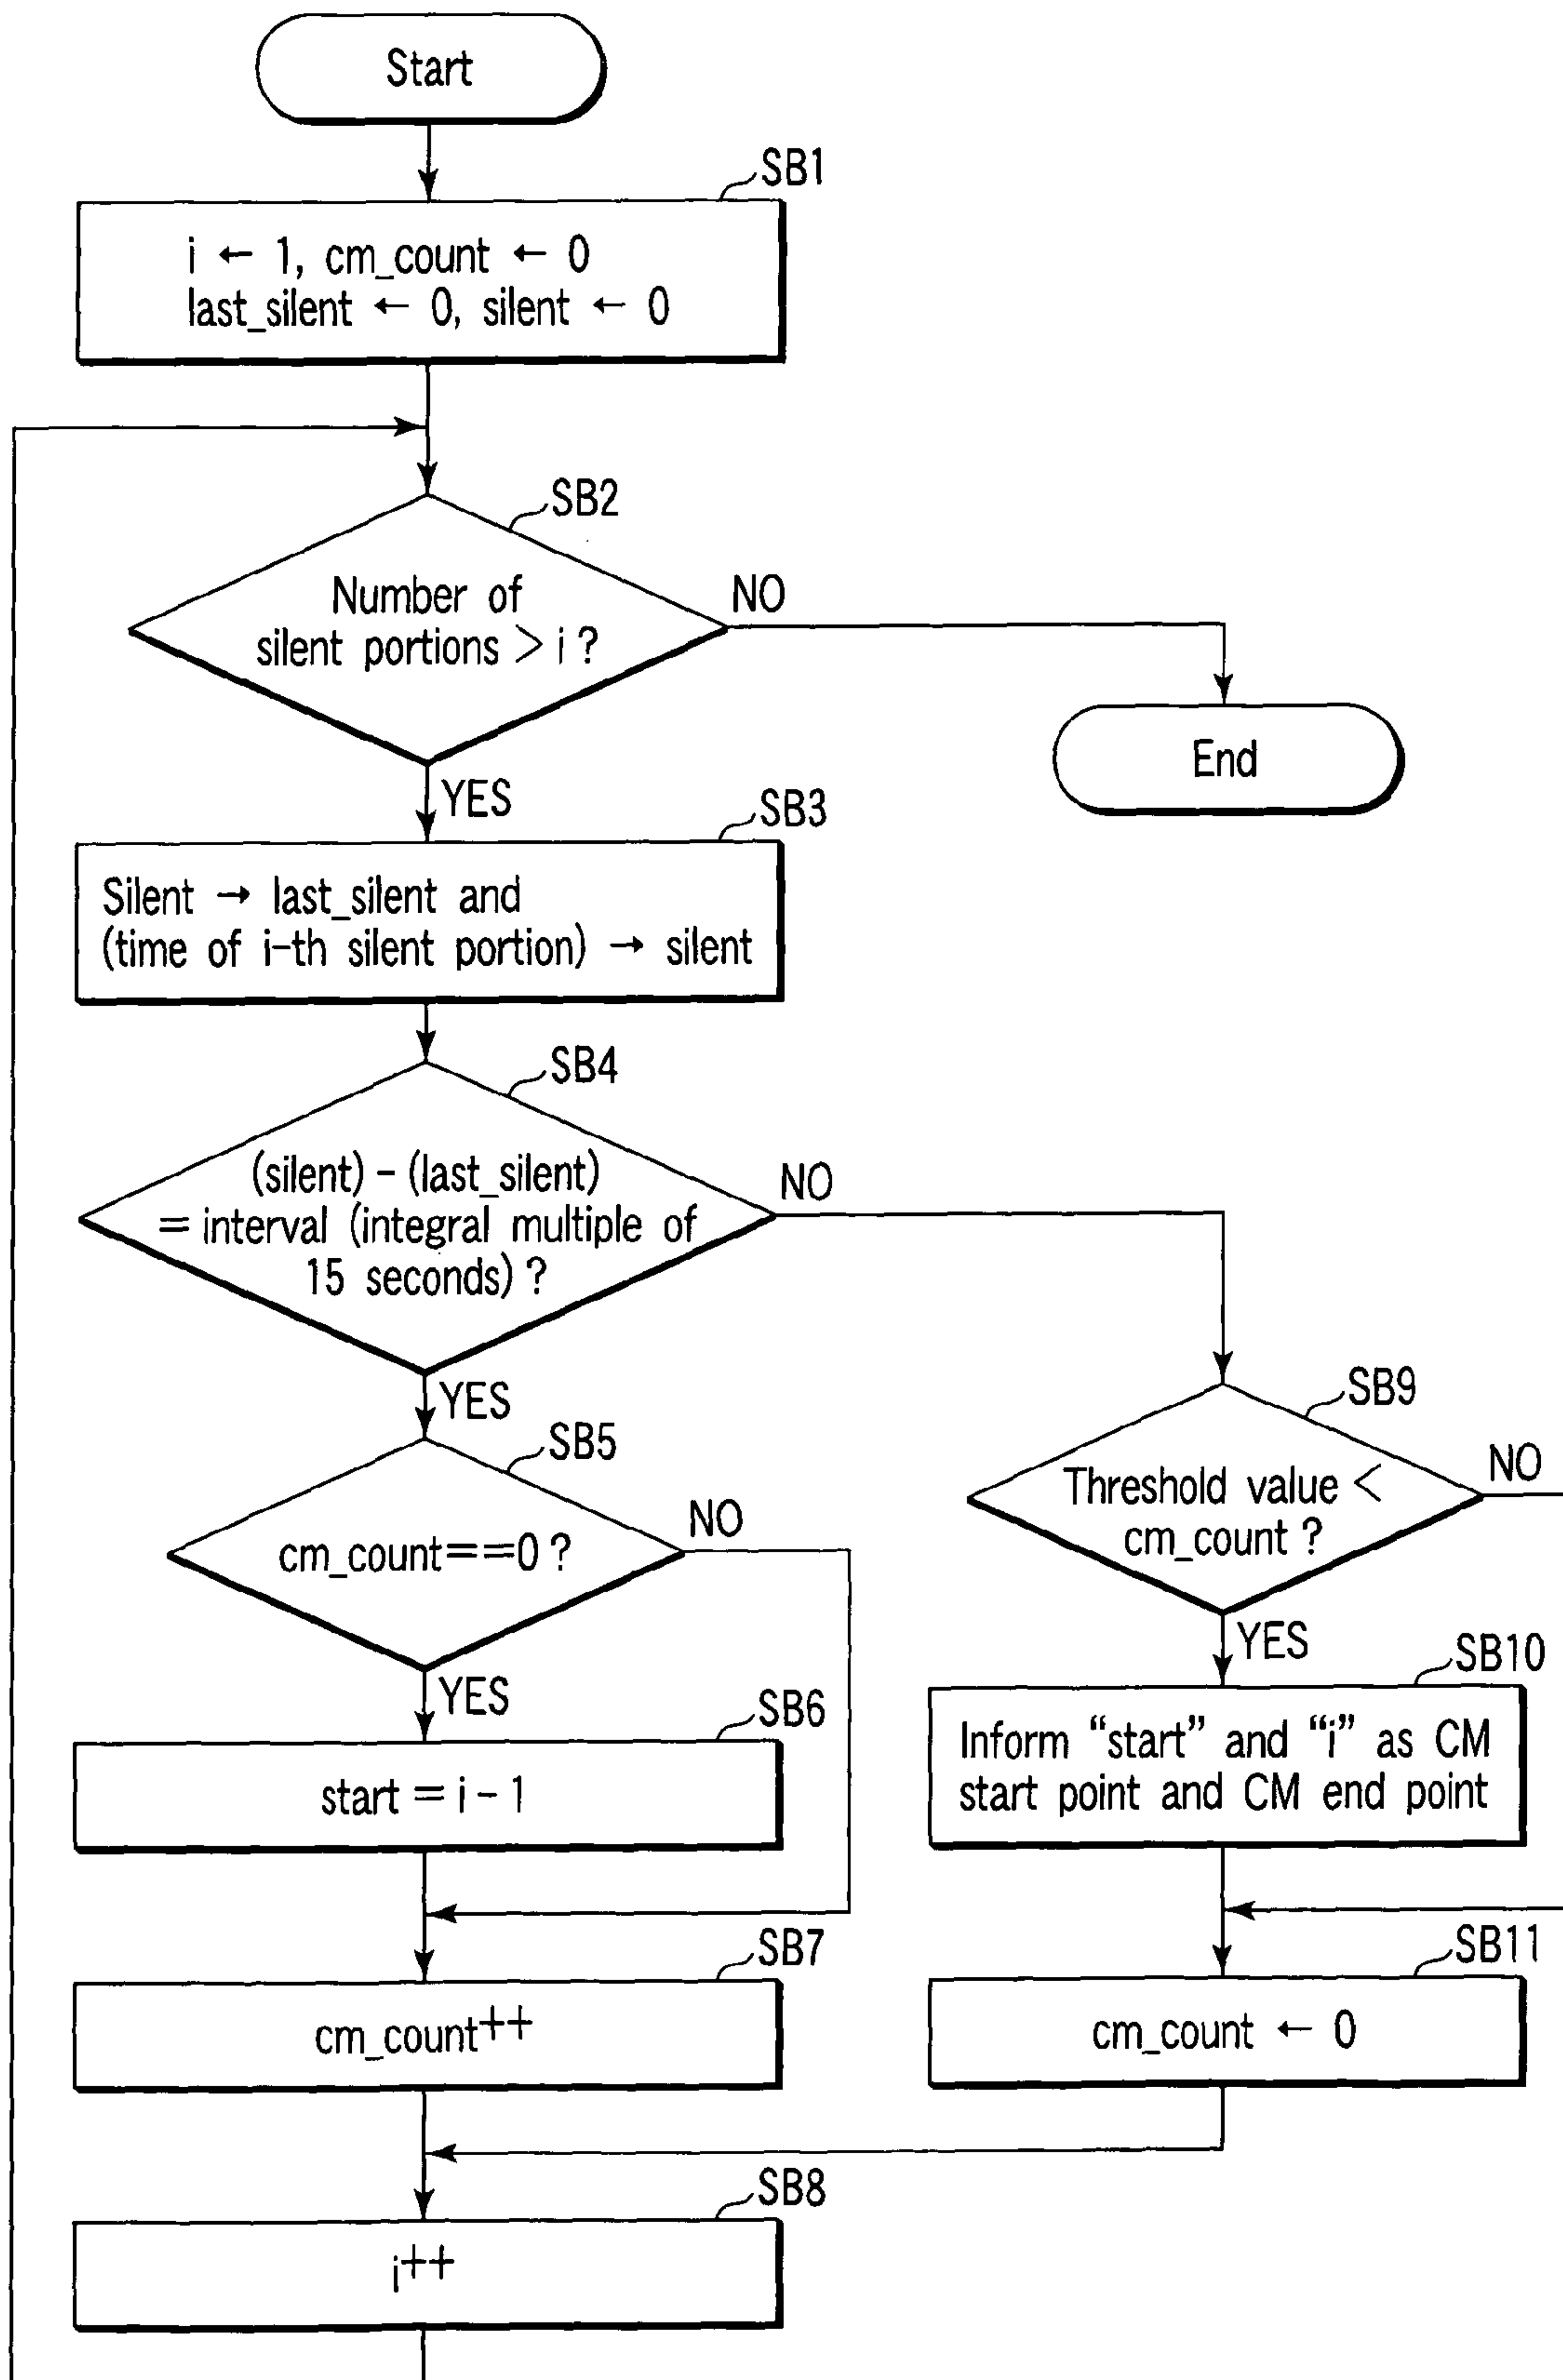 Start
SB1
i ← 1, cm_count ← 0
last_silent ← 0, silent ← 0
SB2
Number of
silent portions > i ?
NO
End
YES
SB3
Silent → last_silent and
(time of i-th silent portion) → silent
SB4
(silent) - (last_silent)
= interval (integral multiple of
15 seconds) ?
NO
YES
SB5
cm_count==0 ?
NO
YES
SB6
start = i - 1
SB7
cm_count++
SB8
i++
SB9
Threshold value <
cm_count ?
NO
YES
SB10
Inform “start” and “i” as CM
start point and CM end point
SB11
cm_count ← 0